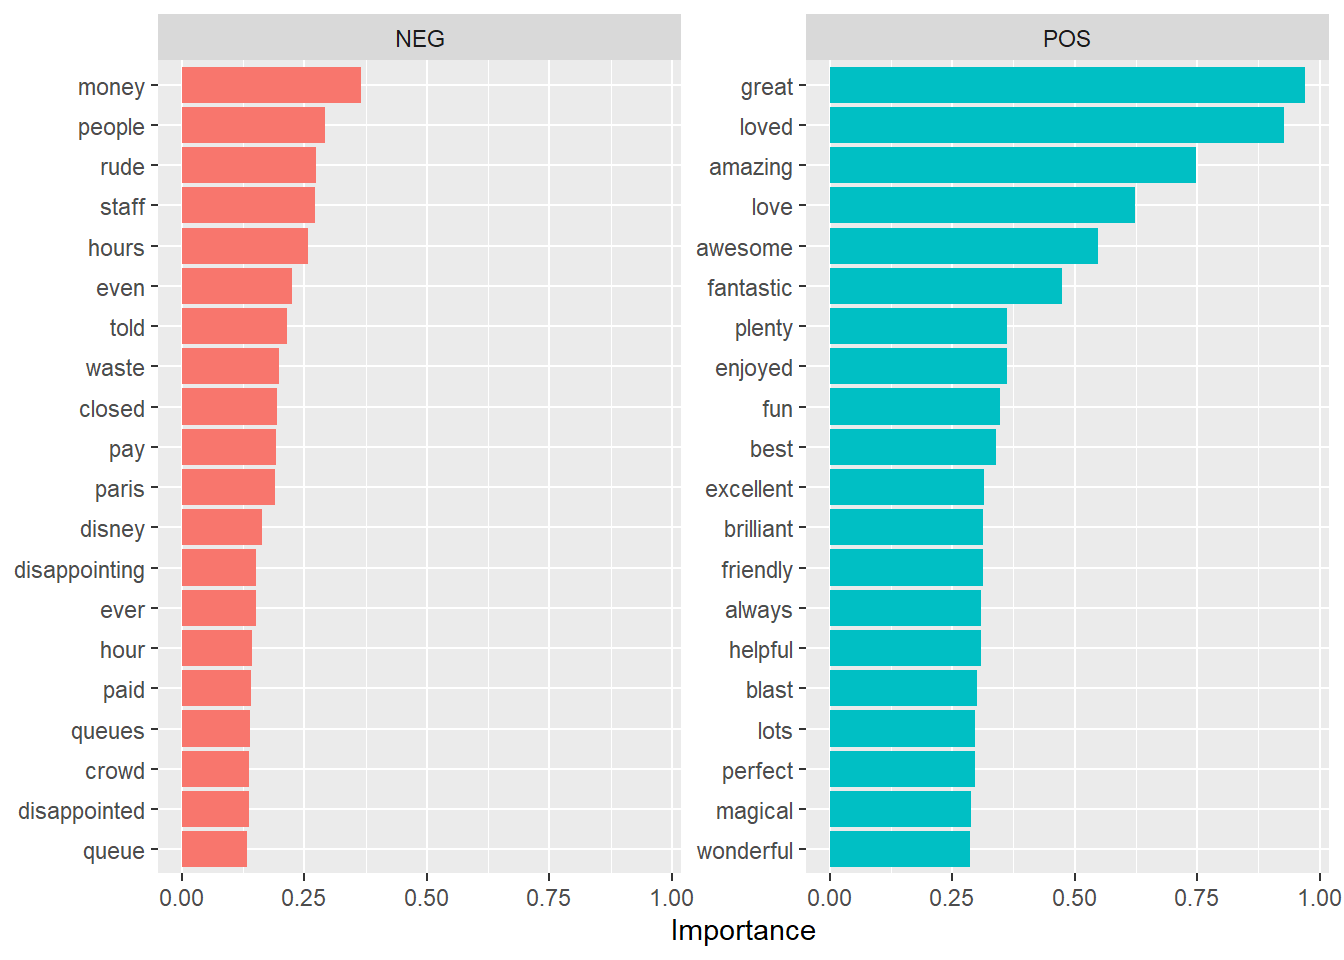 NEG
money
people
rude
staff
hours
even
told
waste
closed
pay
paris
disney
disappointing
ever
hour
paid
queues
crowd
disappointed
queue
0.00 0.25 0.50 0.75 1.00
POS
great
loved
amazing
love
awesome
fantastic
plenty
enjoyed
fun
best
excellent
brilliant
friendly
always
helpful
blast
lots
perfect
magical
wonderful
0.00 0.25 0.50 0.75 1.00
Importance